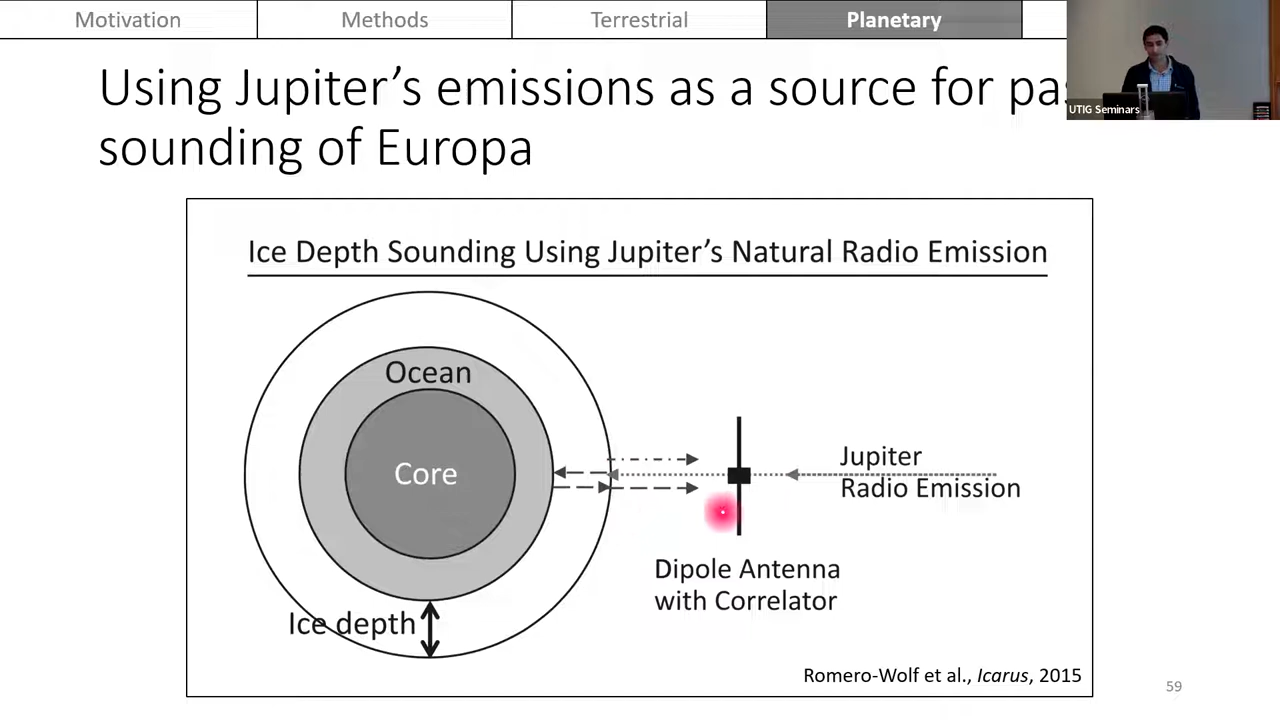 Motivation
Methods
Terrestrial
Planetary
UTIG Seminars
Using Jupiter’s emissions as a source for
sounding of Europa
Ice Depth Sounding Using Jupiter’s Natural Radio Emission
Ocean
Core
Jupiter
Radio Emission
Dipole Antenna
with Correlator
Ice depth
Romero-Wolf et al., Icarus, 2015
59